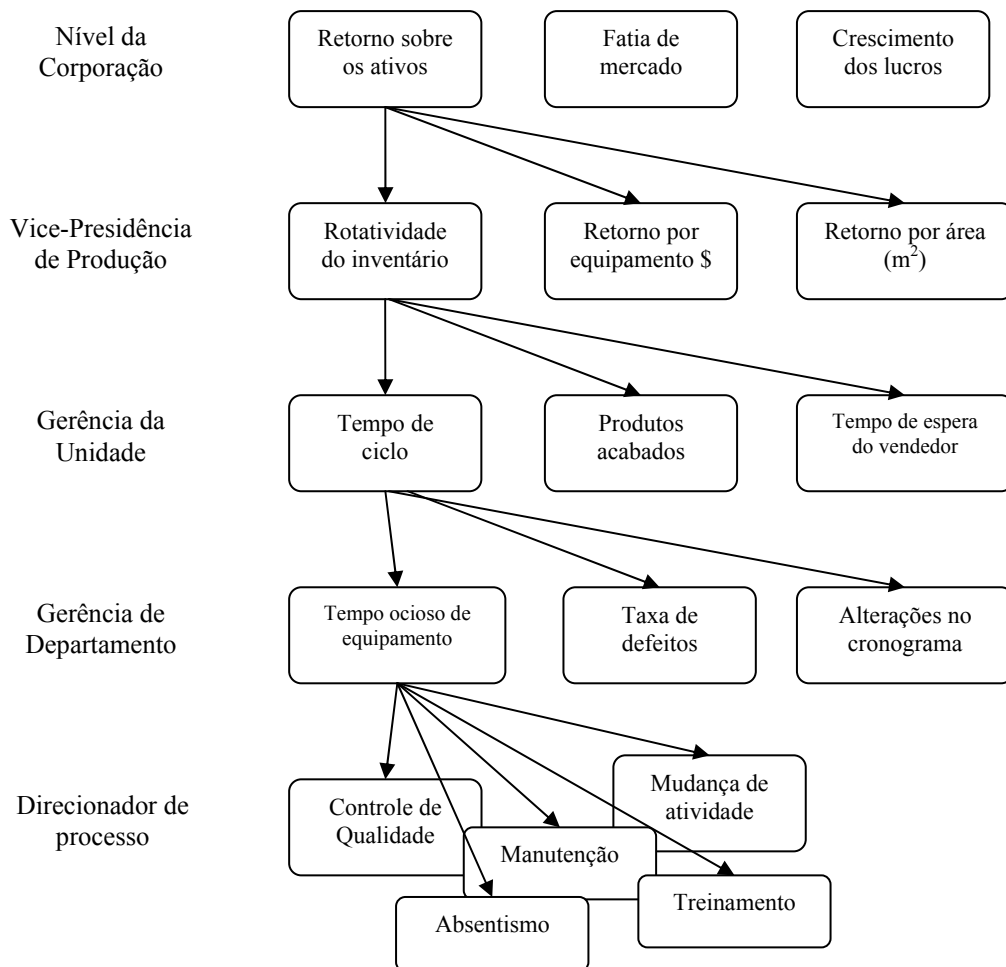 Nível da
Corporação
Retorno sobre
os ativos
Fatia de
mercado
Crescimento
dos lucros
Vice-Presidência
de Produção
Rotatividade
do inventário
Retorno por
equipamento $
Retorno por área
(m²)
Gerência da
Unidade
Tempo de
ciclo
Produtos
acabados
Tempo de espera
do vendedor
Gerência de
Departamento
Tempo ocioso de
equipamento
Taxa de
defeitos
Alterações no
cronograma
Direcionador de
processo
Controle de
Qualidade
Mudança de
atividade
Manutenção
Treinamento
Absentismo